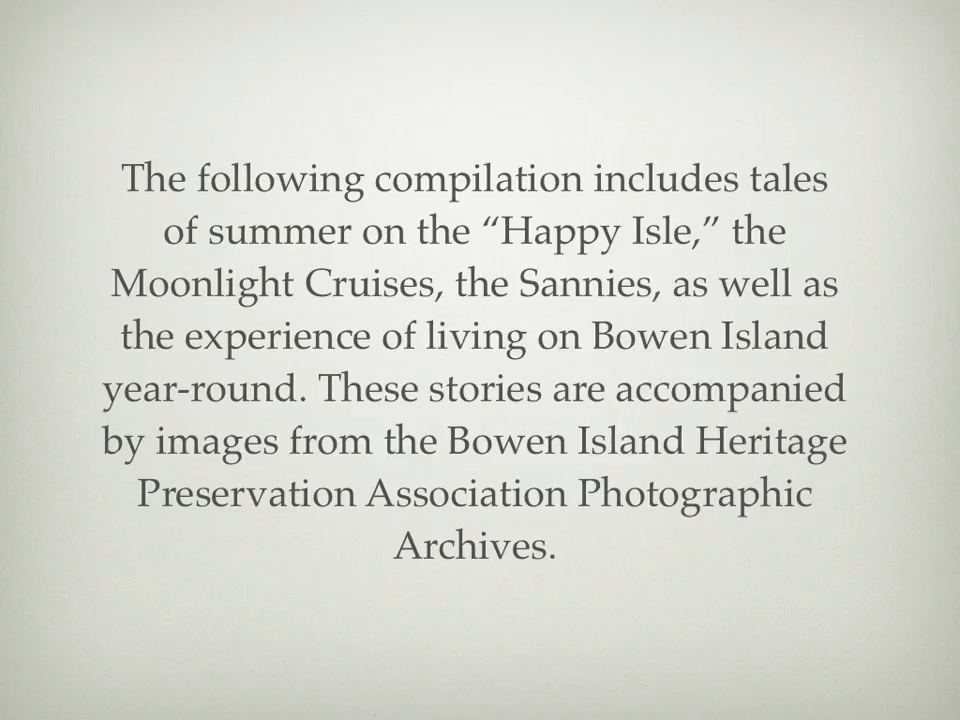 The following compilation includes tales
of summer on the “Happy Isle,” the
Moonlight Cruises, the Sannies, as well as
the experience of living on Bowen Island
year-round. These stories are accompanied
by images from the Bowen Island Heritage
Preservation Association Photographic
Archives.